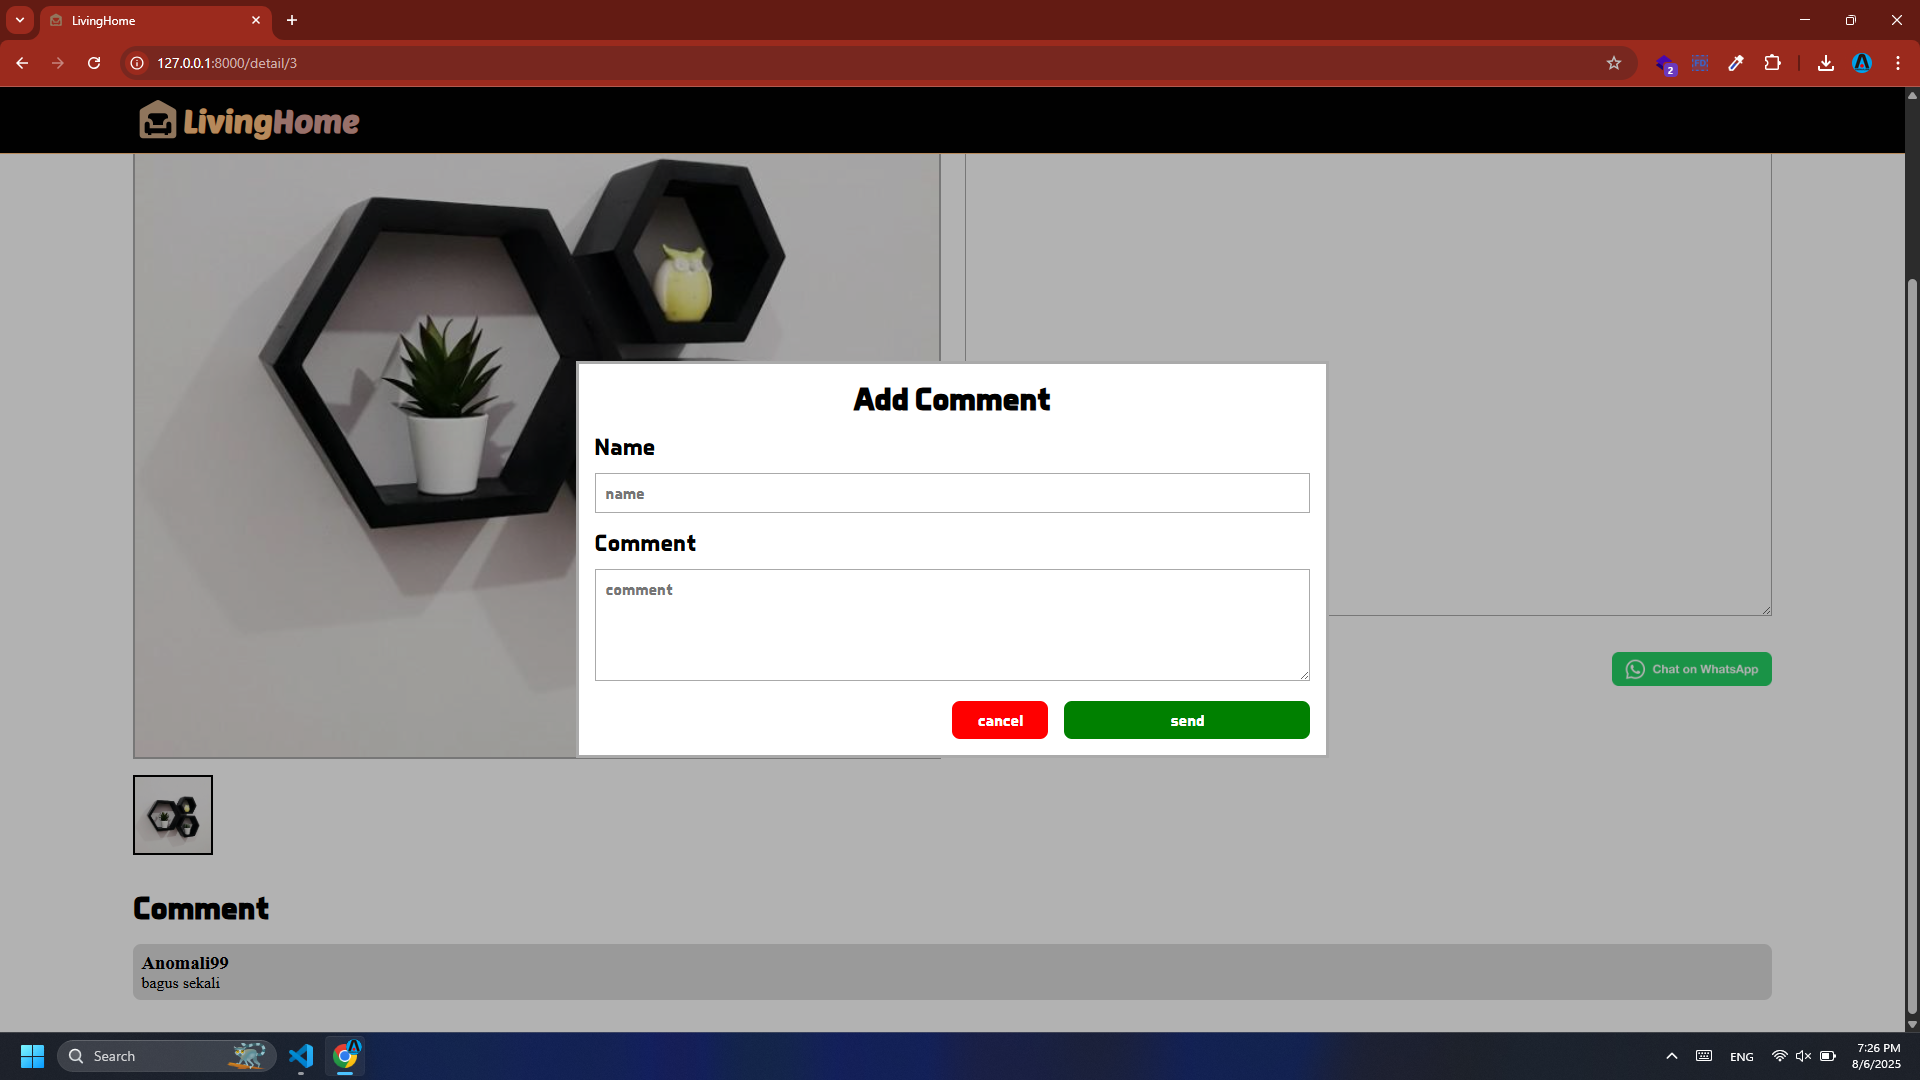 LivingHome
127.0.0.1:8000/detail/3
2
LivingHome
Add Comment
Name
name
Comment
comment
cancel
send
Chat on WhatsApp
Comment
Anomali99
bagus sekali
Search
ENG
7:26 PM
8/6/2025